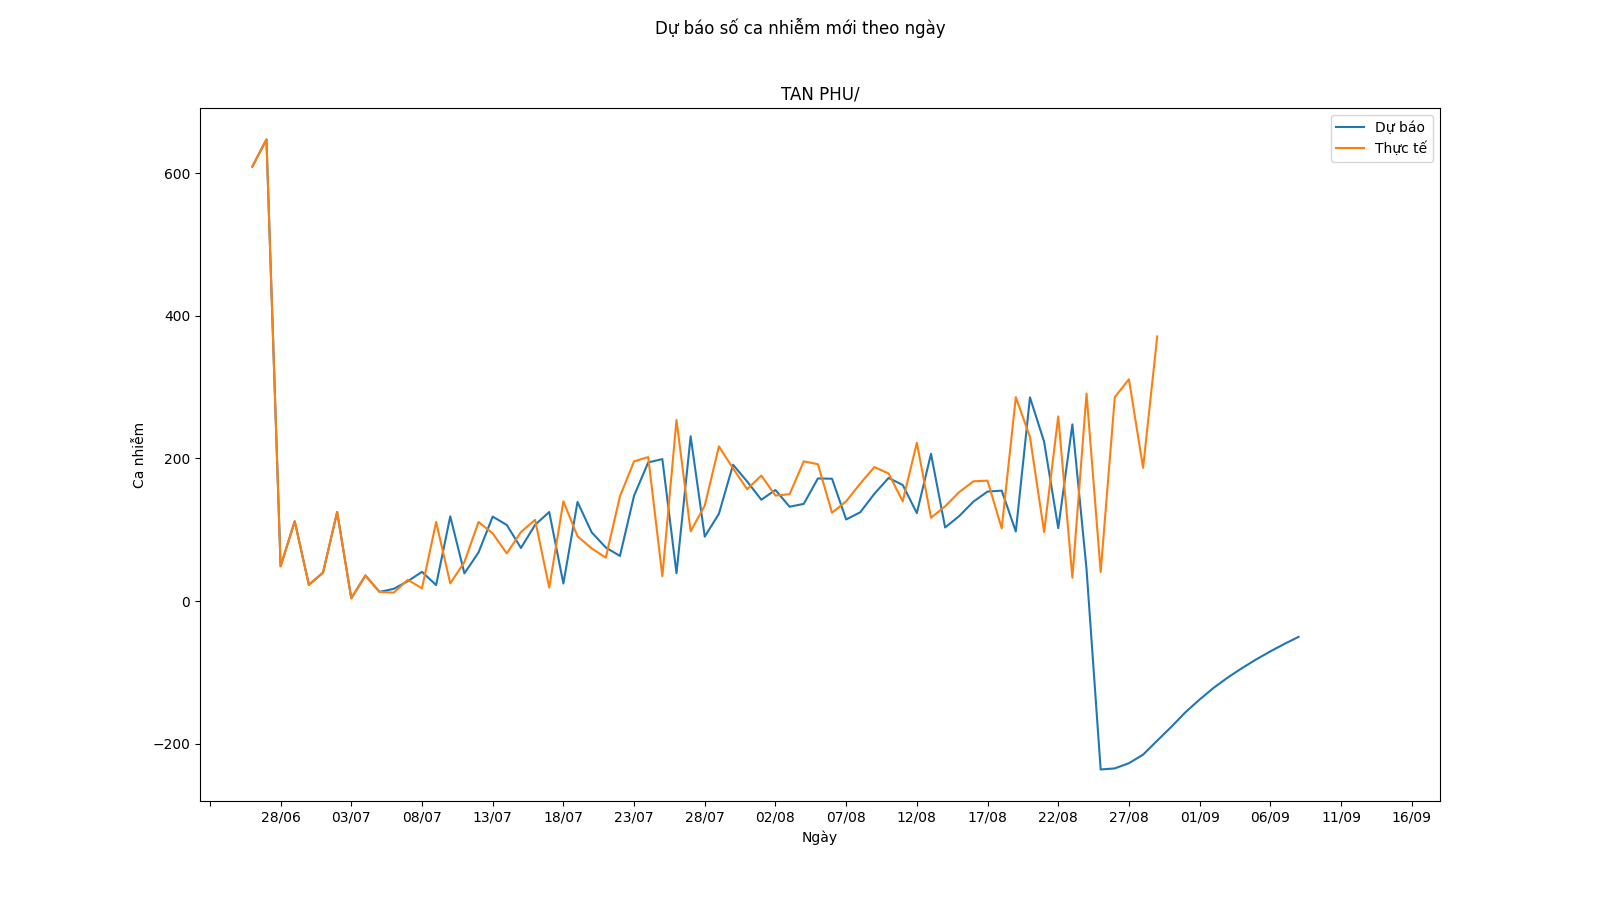 Dự báo số ca nhiễm mới theo ngày
TAN PHU/
Dự báo
Thực tế
600
400
200
0
−200
Ca nhiễm
28/06 03/07 08/07 13/07 18/07 23/07 28/07 02/08 07/08 12/08 17/08 22/08 27/08 01/09 06/09 11/09 16/09
Ngày